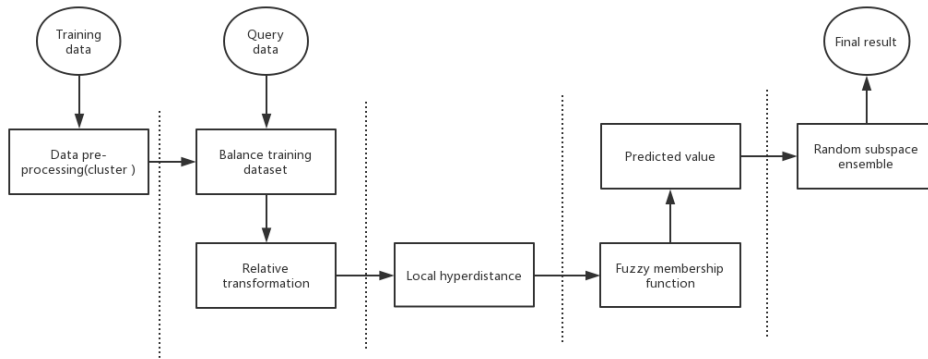 Training
data
Query
data
Final result
Data pre-
processing(cluster )
Balance training
dataset
Predicted value
Random subspace
ensemble
Relative
transformation
Local hyperdistance
Fuzzy membership
function